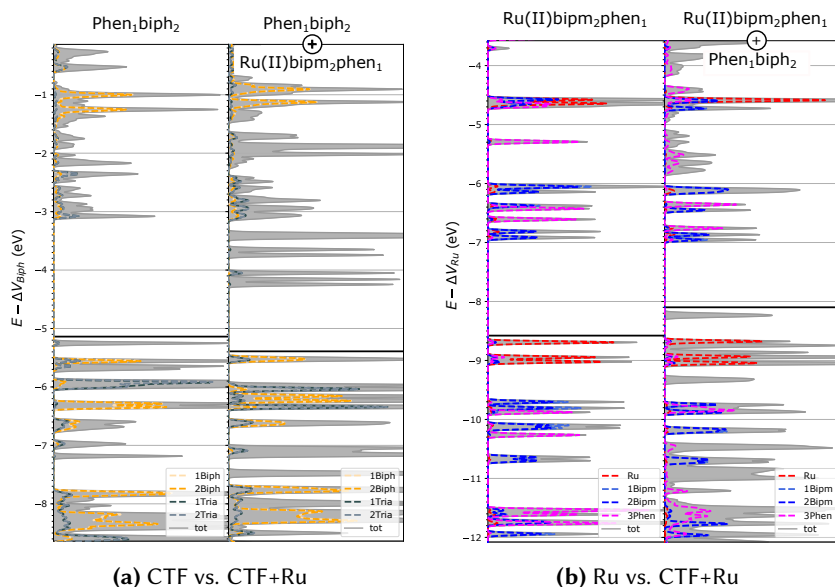 Phen₁biph₂
Phen₁biph₂
+
Ru(II)bipm₂phen₁
E − ΔV_Biph (eV)
−1
−2
−3
−4
−5
−6
−7
−8
1Biph
2Biph
1Tria
2Tria
tot
1Biph
2Biph
1Tria
2Tria
tot
(a) CTF vs. CTF+Ru
Ru(II)bipm₂phen₁
Ru(II)bipm₂phen₁
+
Phen₁biph₂
E − ΔV_Ru (eV)
−4
−5
−6
−7
−8
−9
−10
−11
−12
Ru
1Bipm
2Bipm
3Phen
tot
Ru
1Bipm
2Bipm
3Phen
tot
(b) Ru vs. CTF+Ru